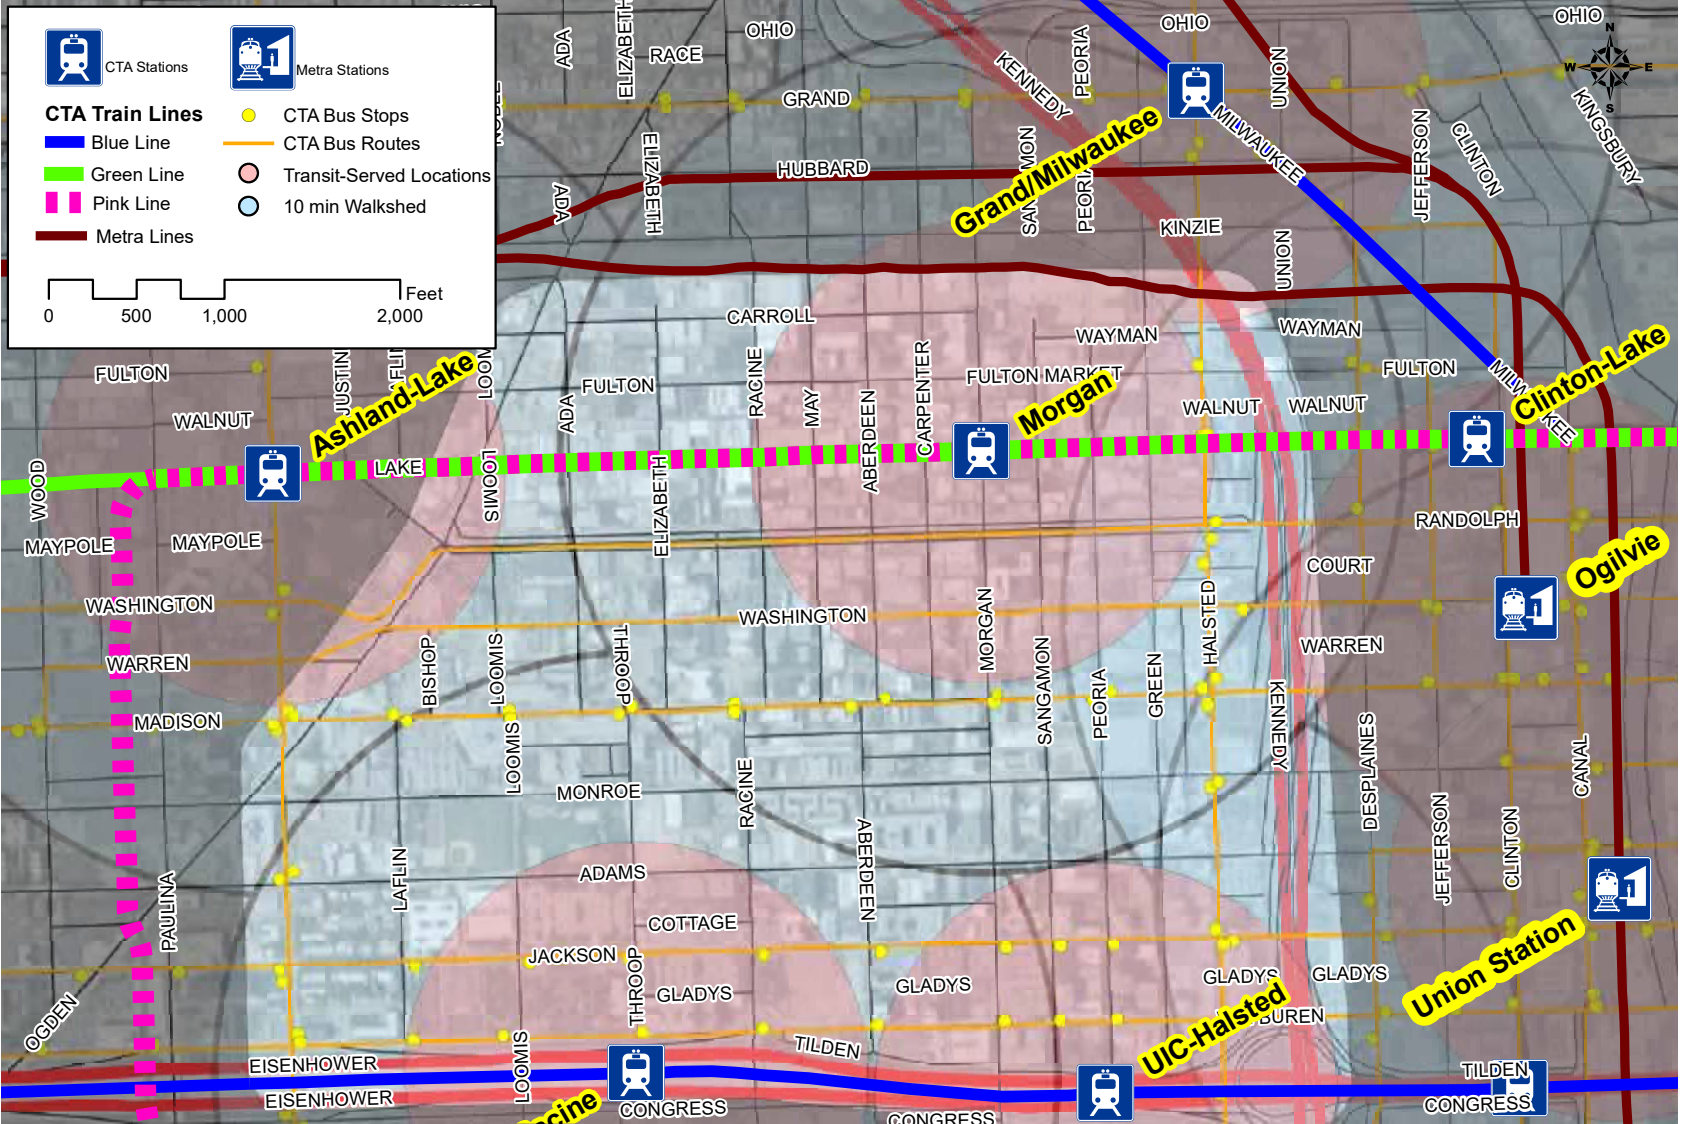 CTA Stations
Metra Stations
CTA Train Lines
Blue Line
Green Line
Pink Line
Metra Lines
CTA Bus Stops
CTA Bus Routes
Transit-Served Locations
10 min Walkshed
Feet
0 500 1,000 2,000
N
W E
S
OHIO
OHIO
OHIO
ADA
ELIZABETH
RACE
PEORIA
UNION
KENNEDY
GRAND
KINGSBURY
MILWAUKEE
JEFFERSON
CLINTON
Grand/Milwaukee
ELIZABETH
HUBBARD
ADA
PEORIA
KINZIE
UNION
CARROLL
WAYMAN
WAYMAN
FULTON
JUSTIN
FULTON
RACINE
MAY
ABERDEEN
CARPENTER
FULTON MARKET
FULTON
WALNUT
WALNUT
WALNUT
ADA
Ashland-Lake
Morgan
Clinton-Lake
LAKE
WOOD
LOOMIS
ELIZABETH
MAYPOLE
MAYPOLE
RANDOLPH
COURT
Ogilvie
WASHINGTON
WASHINGTON
MORGAN
HALSTED
WARREN
WARREN
BISHOP
LOOMIS
THROOP
SANGAMON
PEORIA
GREEN
KENNEDY
MADISON
LOOMIS
DESPLAINES
CANAL
MONROE
RACINE
JEFFERSON
CLINTON
ABERDEEN
ADAMS
LAFLIN
PAULINA
COTTAGE
JACKSON
THROOP
GLADYS
GLADYS
GLADYS
GLADYS
Union Station
OGDEN
UIC-Halsted
BUREN
TILDEN
TILDEN
EISENHOWER
EISENHOWER
LOOMIS
CONGRESS
CONGRESS
CONGRESS